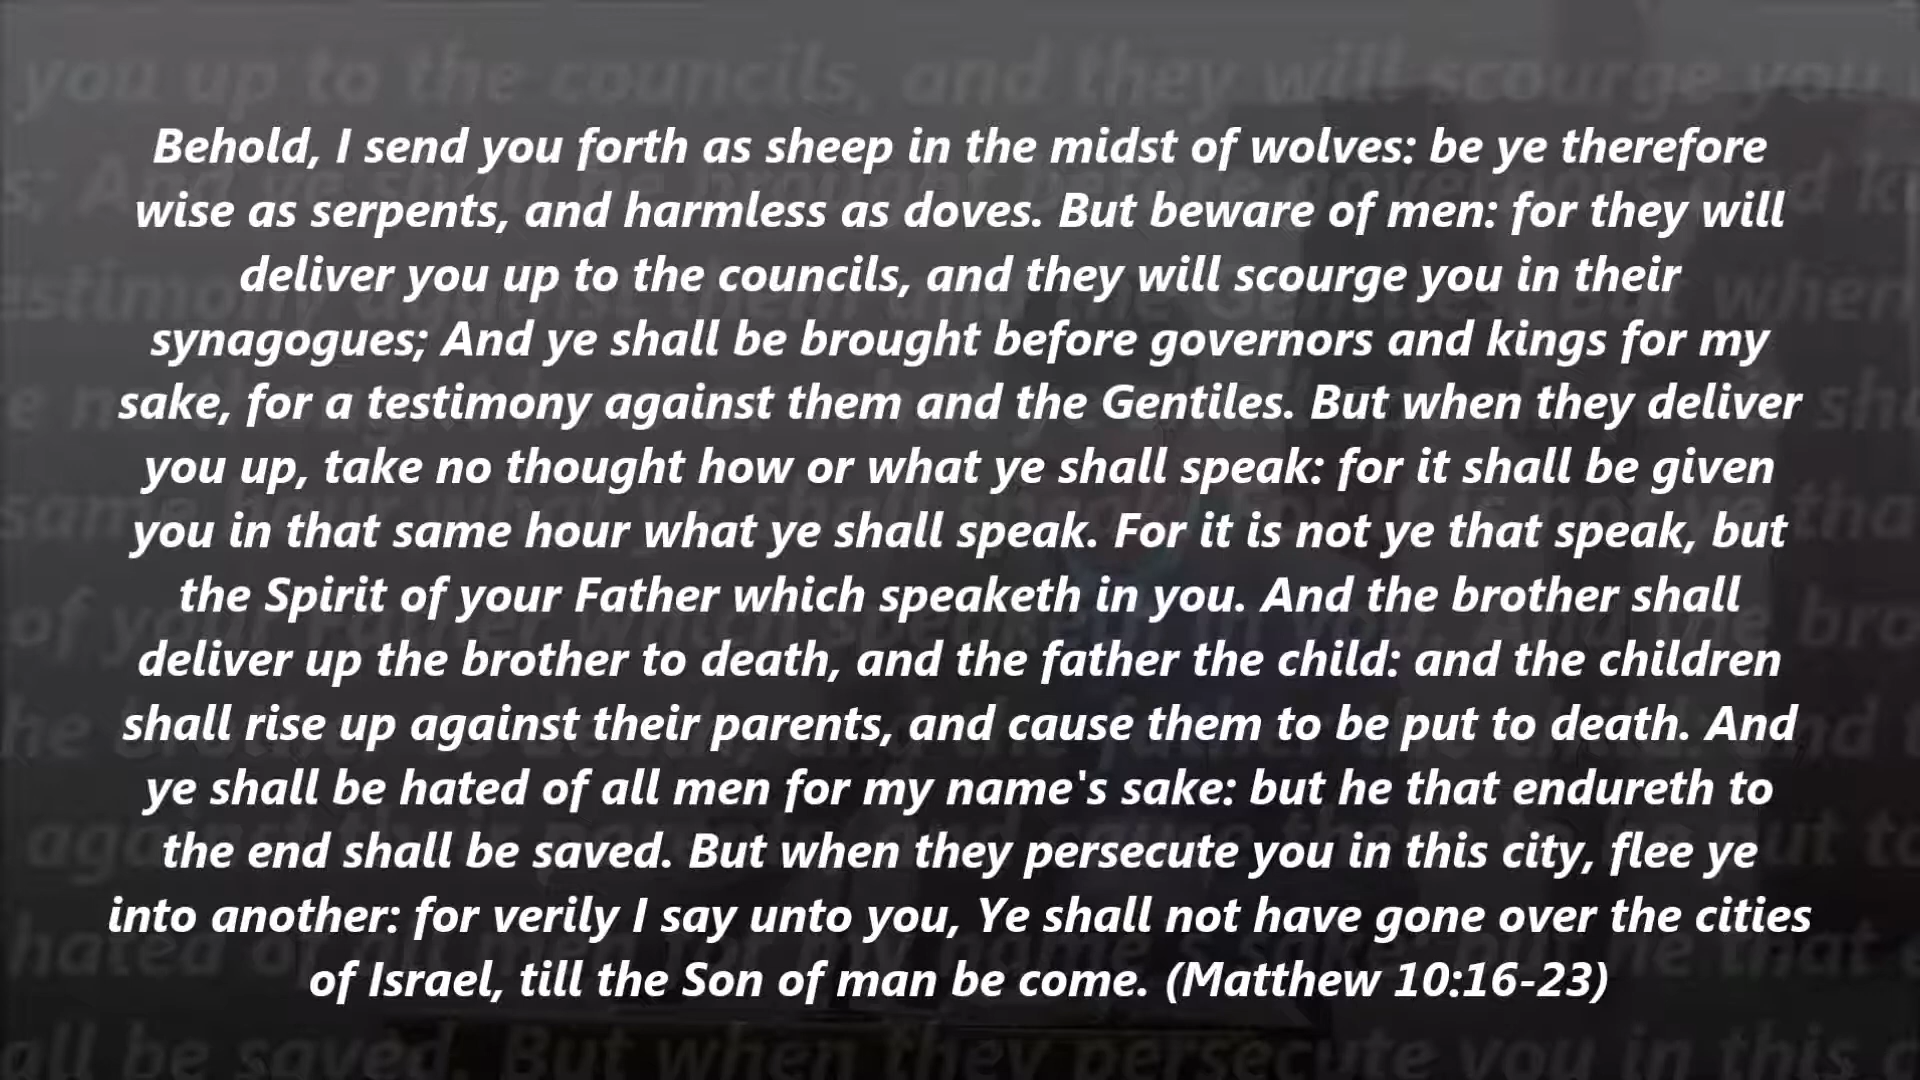 Behold, I send you forth as sheep in the midst of wolves: be ye therefore
wise as serpents, and harmless as doves. But beware of men: for they will
deliver you up to the councils, and they will scourge you in their
synagogues; And ye shall be brought before governors and kings for my
sake, for a testimony against them and the Gentiles. But when they deliver
you up, take no thought how or what ye shall speak: for it shall be given
you in that same hour what ye shall speak. For it is not ye that speak, but
the Spirit of your Father which speaketh in you. And the brother shall
deliver up the brother to death, and the father the child: and the children
shall rise up against their parents, and cause them to be put to death. And
ye shall be hated of all men for my name's sake: but he that endureth to
the end shall be saved. But when they persecute you in this city, flee ye
into another: for verily I say unto you, Ye shall not have gone over the cities
of Israel, till the Son of man be come. (Matthew 10:16-23)